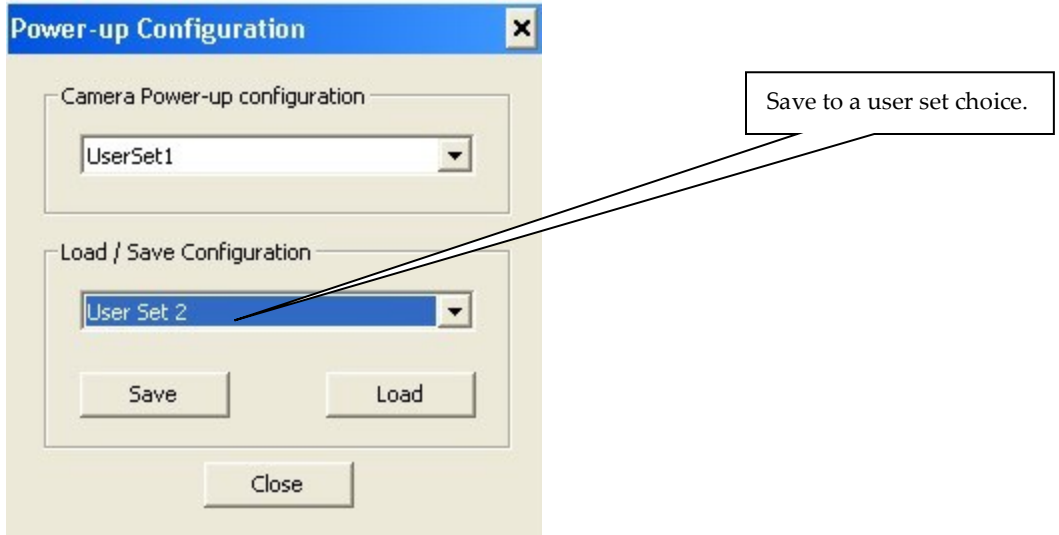 Power-up Configuration
Camera Power-up configuration
Save to a user set choice.
UserSet1
Load / Save Configuration
User Set 2
Save
Load
Close